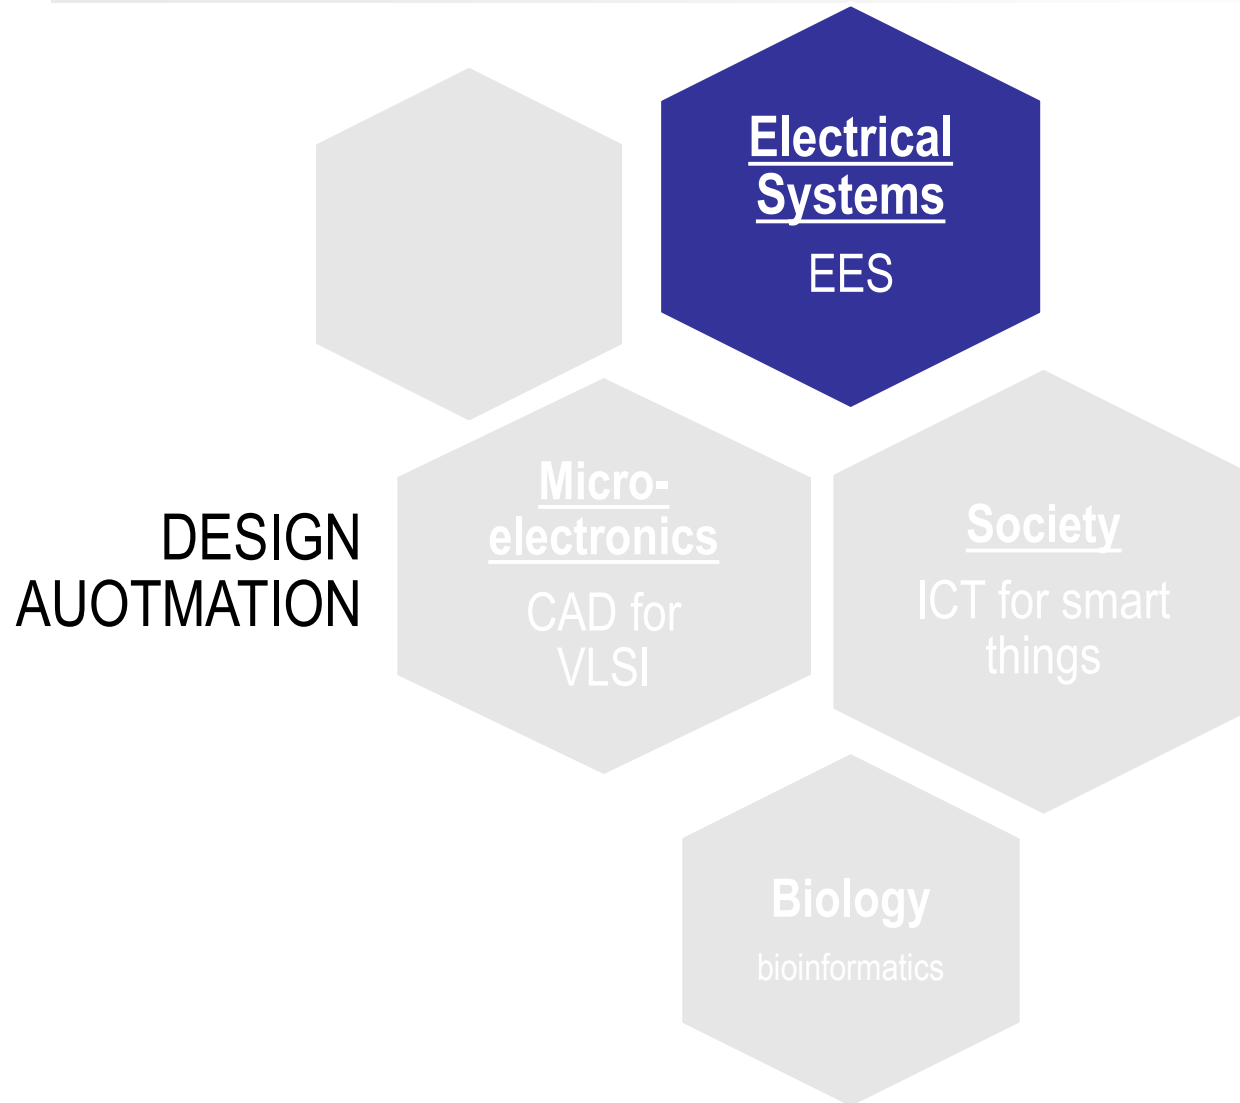 Electrical
Systems
EES
DESIGN
AUOTMATION
Micro-
electronics
CAD for
VLSI
Society
ICT for smart
things
Biology
bioinformatics